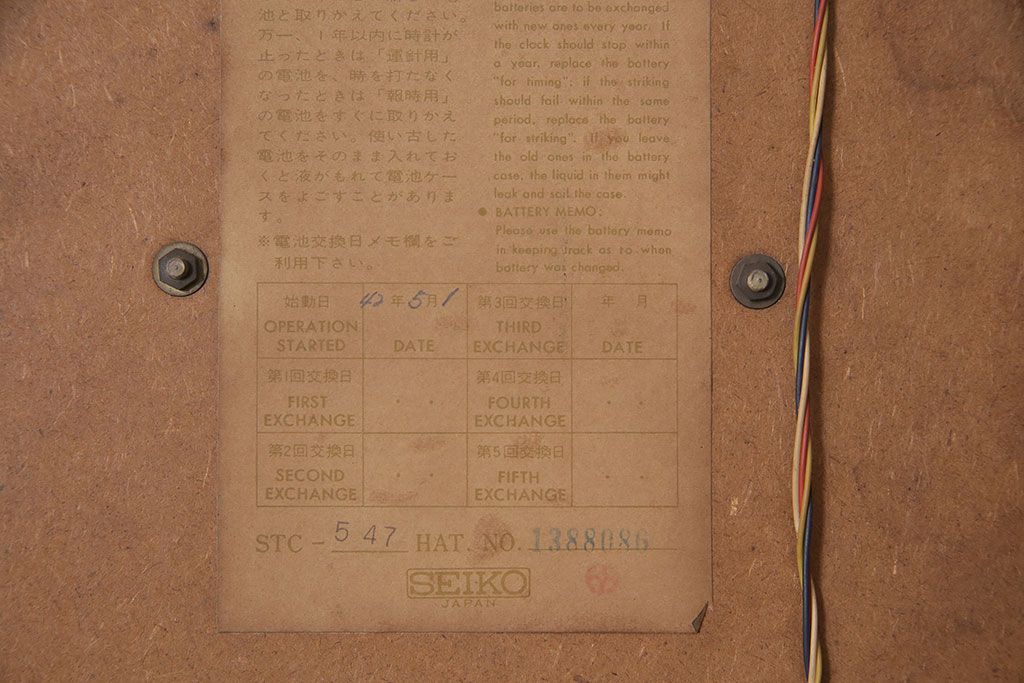 池と取りかえてください。
万一、1年以内に時計が
止ったときは「運針用」
の電池を、時を打たなく
なったときは「報時用」
の電池をすぐに取りかえ
てください。使い古した
電池をそのまま入れてお
くと液がもれて電池ケー
スをよごすことがありま
す。
※電池交換日メモ欄をご
利用下さい。
batteries are to be exchanged
with new ones every year. If
the clock should stop within
a year, replace the battery
"for timing"; if the striking
should fail within the same
period, replace the battery
"for striking". If you leave
the old ones in the battery
case, the liquid in them might
leak and soil the case.
● BATTERY MEMO:
Please use the battery memo
in keeping track as to when
battery was changed.
始動日 42年5月1 第3回交換日 年 月
OPERATION STARTED DATE THIRD EXCHANGE DATE
第1回交換日 第4回交換日
FIRST EXCHANGE FOURTH EXCHANGE
第2回交換日 第5回交換日
SECOND EXCHANGE FIFTH EXCHANGE
STC - 547 HAT. NO. 1388086
SEIKO
JAPAN